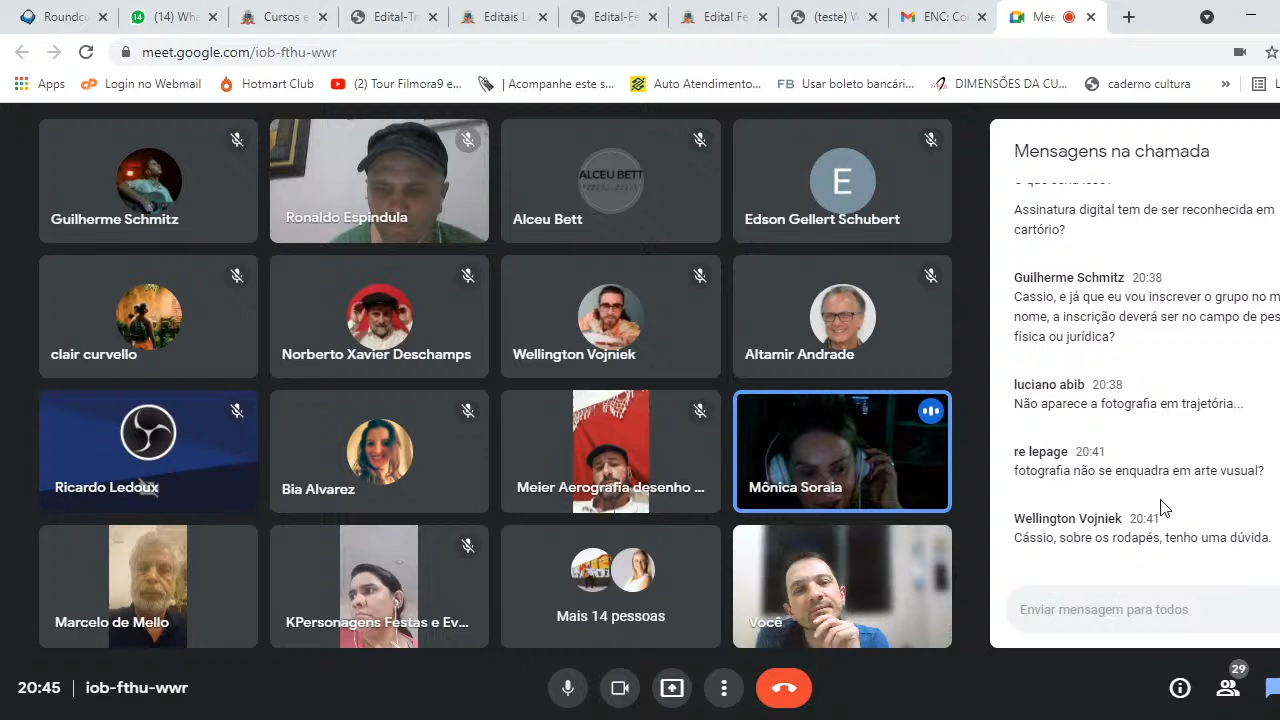 Roundcu
(14) Wha
Cursos e
Edital-Tr
Editais L
Edital-Fe
Edital Fe
(teste) W
ENC: Co
Mee
meet.google.com/iob-fthu-wwr
Apps
Login no Webmail
Hotmart Club
(2) Tour Filmora9 e...
| Acompanhe este s...
Auto Atendimento...
FB Usar boleto bancári...
DIMENSÕES DA CU...
caderno cultura
»
Guilherme Schmitz
Ronaldo Espindula
ALCEU BETT
Alceu Bett
E
Edson Gellert Schubert
clair curvello
Norberto Xavier Deschamps
Wellington Vojniek
Altamir Andrade
Ricardo Ledoux
Bia Alvarez
Meier Aerografia desenho ...
Mônica Soraia
Marcelo de Mello
KPersonagens Festas e Ev...
Mais 14 pessoas
Você
Mensagens na chamada
Assinatura digital tem de ser reconhecida em
cartório?
Guilherme Schmitz 20:38
Cassio, e já que eu vou inscrever o grupo no m
nome, a inscrição deverá ser no campo de pes
física ou jurídica?
luciano abib 20:38
Não aparece a fotografia em trajetória...
re lepage 20:41
fotografia não se enquadra em arte vusual?
Wellington Vojniek 20:41
Cássio, sobre os rodapés, tenho uma dúvida.
Enviar mensagem para todos
20:45 | iob-fthu-wwr
29